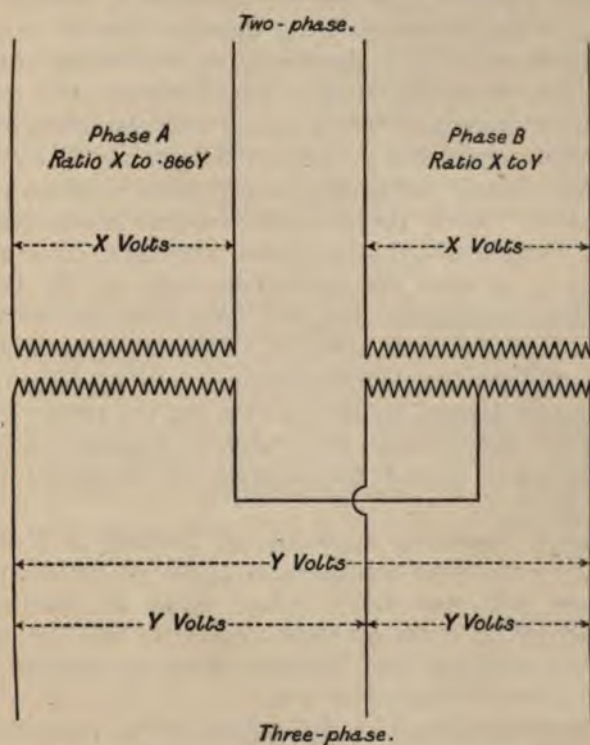 Two-phase.
Phase A
Ratio X to ·866Y
Phase B
Ratio X to Y
X Volts
X Volts
Y Volts
Y Volts
Y Volts
Three-phase.